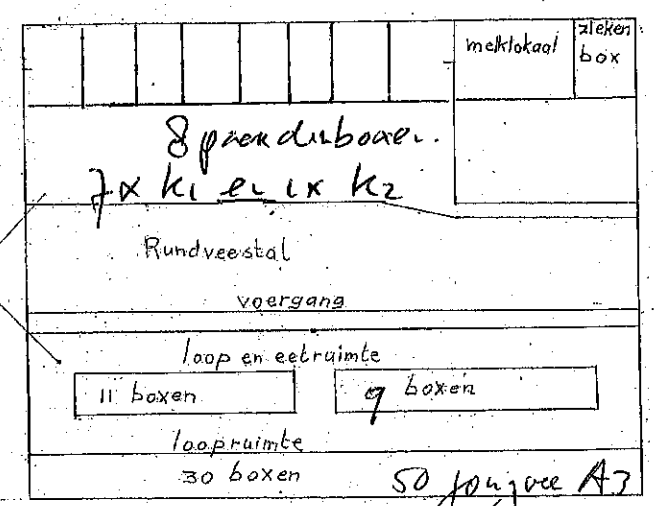 melklokaal
zieken
box
8 paardenboxen.
7x K1 en 1x K2
Rundveestal
voergang
loop en eetruimte
11 boxen
9 boxen
loopruimte
30 boxen
50 jongvee A3